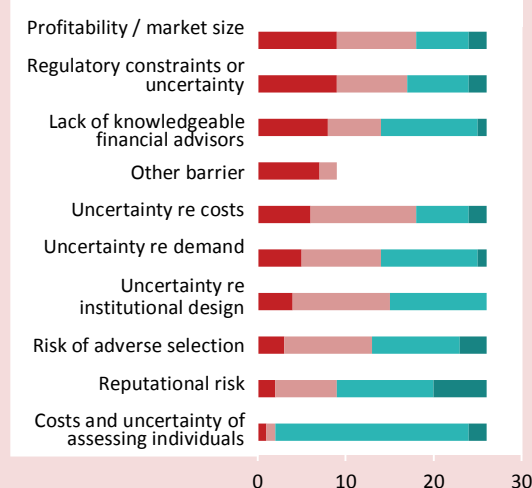 Profitability / market size
Regulatory constraints or
uncertainty
Lack of knowledgeable
financial advisors
Other barrier
Uncertainty re costs
Uncertainty re demand
Uncertainty re
institutional design
Risk of adverse selection
Reputational risk
Costs and uncertainty of
assessing individuals
0 10 20 30